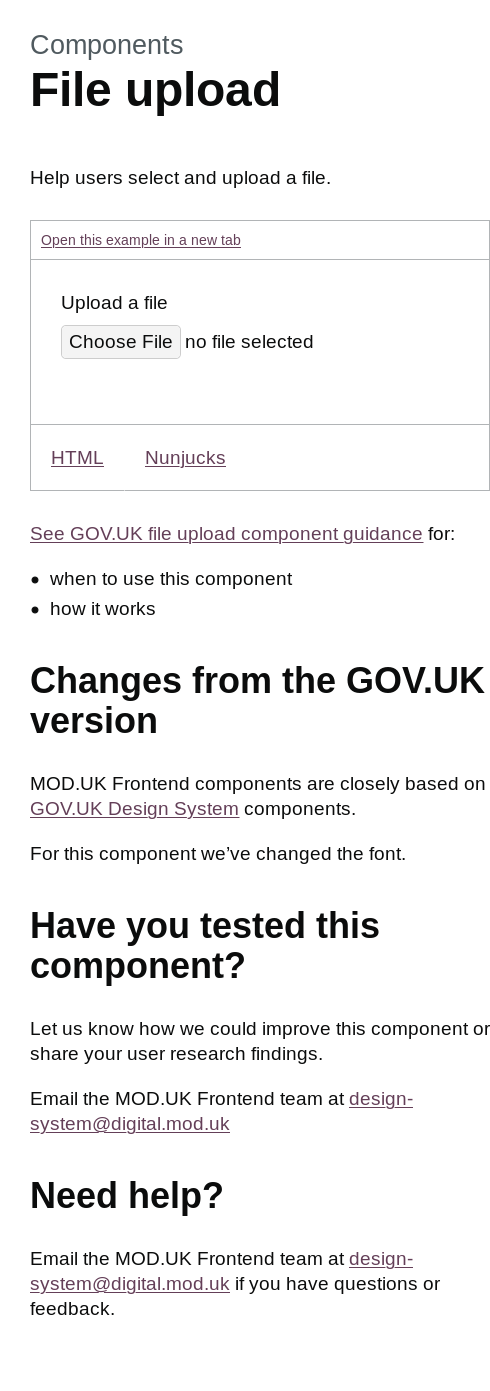 Components
File upload
Help users select and upload a file.
Open this example in a new tab
Upload a file
Choose File no file selected
HTML Nunjucks
See GOV.UK file upload component guidance for:
• when to use this component
• how it works
Changes from the GOV.UK
version
MOD.UK Frontend components are closely based on
GOV.UK Design System components.
For this component we’ve changed the font.
Have you tested this
component?
Let us know how we could improve this component or
share your user research findings.
Email the MOD.UK Frontend team at design-
system@digital.mod.uk
Need help?
Email the MOD.UK Frontend team at design-
system@digital.mod.uk if you have questions or
feedback.